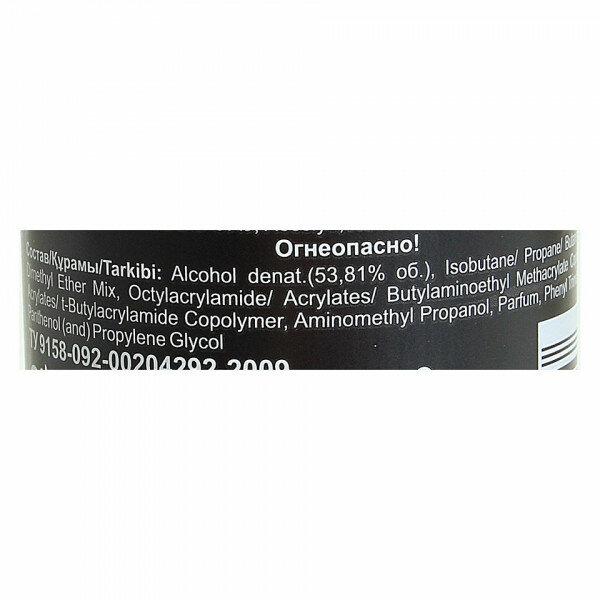 Огнеопасно!
Состав/Құрамы/Tarkibi: Alcohol denat.(53,81% об.), Isobutane/ Propane/
Dimethyl Ether Mix, Octylacrylamide/ Acrylates/ Butylaminoethyl Methacrylate
Acrylates/ t-Butylacrylamide Copolymer, Aminomethyl Propanol, Parfum, Phenyl
Panthenol (and) Propylene Glycol
ТУ 9158-092-00204292-2009